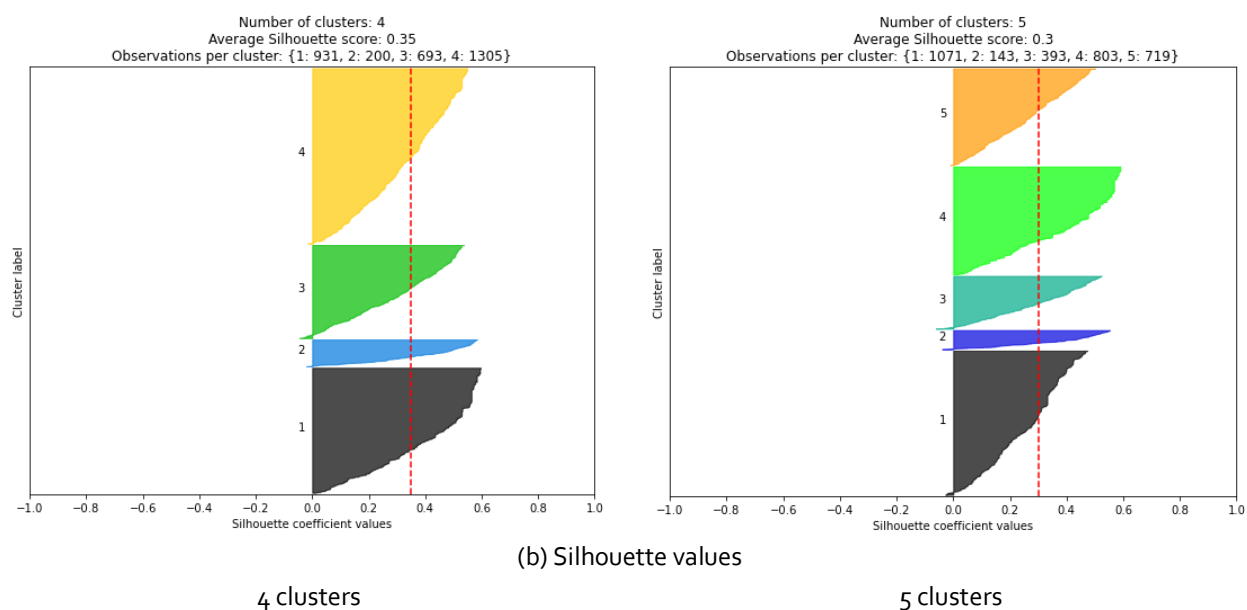 Number of clusters: 4
Average Silhouette score: 0.35
Observations per cluster: {1: 931, 2: 200, 3: 693, 4: 1305}
4
3
2
1
Cluster label
−1.0 −0.8 −0.6 −0.4 −0.2 0.0 0.2 0.4 0.6 0.8 1.0
Silhouette coefficient values
Number of clusters: 5
Average Silhouette score: 0.3
Observations per cluster: {1: 1071, 2: 143, 3: 393, 4: 803, 5: 719}
5
4
3
2
1
Cluster label
−1.0 −0.8 −0.6 −0.4 −0.2 0.0 0.2 0.4 0.6 0.8 1.0
Silhouette coefficient values
(b) Silhouette values
4 clusters
5 clusters